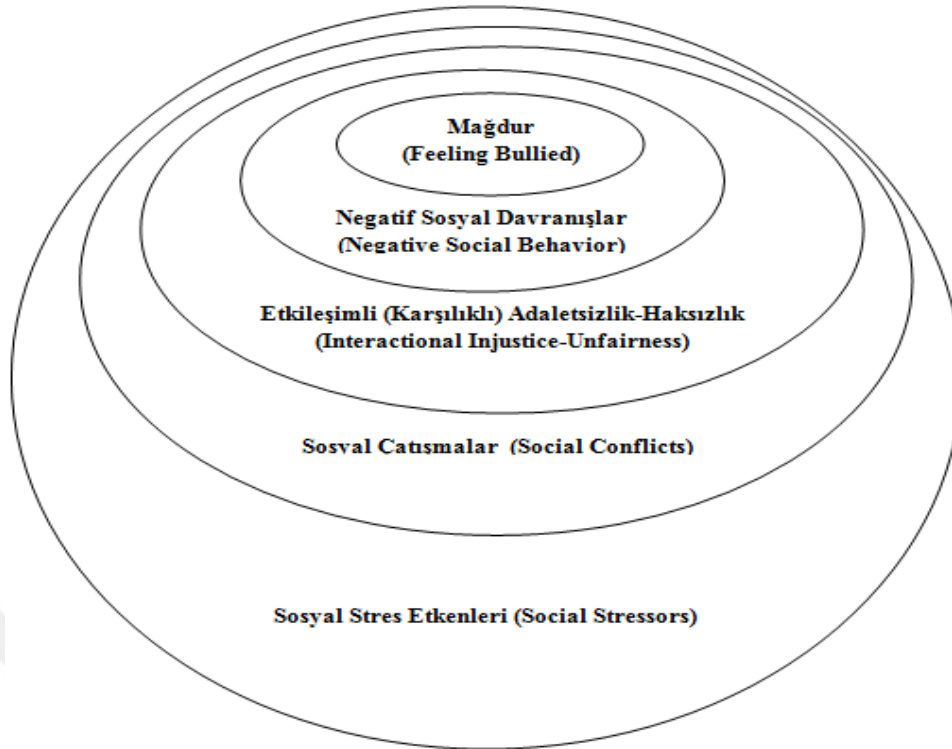 Mağdur
(Feeling Bullied)
Negatif Sosyal Davranışlar
(Negative Social Behavior)
Etkileşimli (Karşılıklı) Adaletsizlik-Haksızlık
(Interactional Injustice-Unfairness)
Sosyal Çatışmalar (Social Conflicts)
Sosyal Stres Etkenleri (Social Stressors)